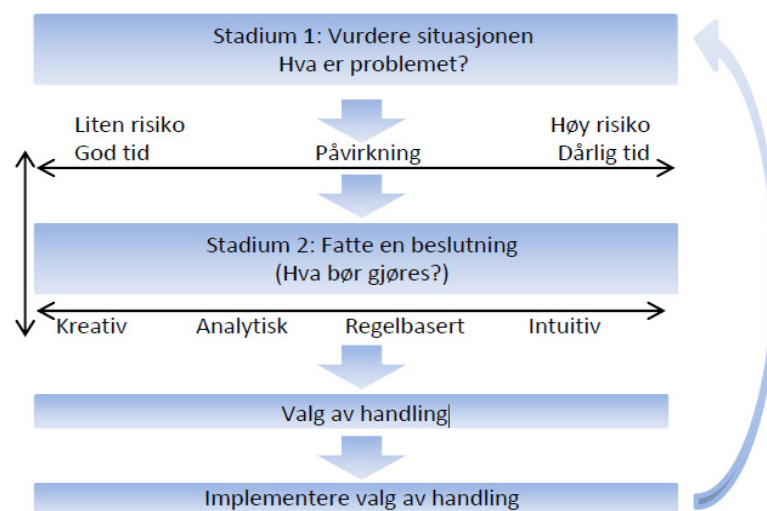 Stadium 1: Vurdere situasjonen
Hva er problemet?
Liten risiko
God tid
Påvirkning
Høy risiko
Dårlig tid
Stadium 2: Fatte en beslutning
(Hva bør gjøres?)
Kreativ Analytisk Regelbasert Intuitiv
Valg av handling
Implementere valg av handling